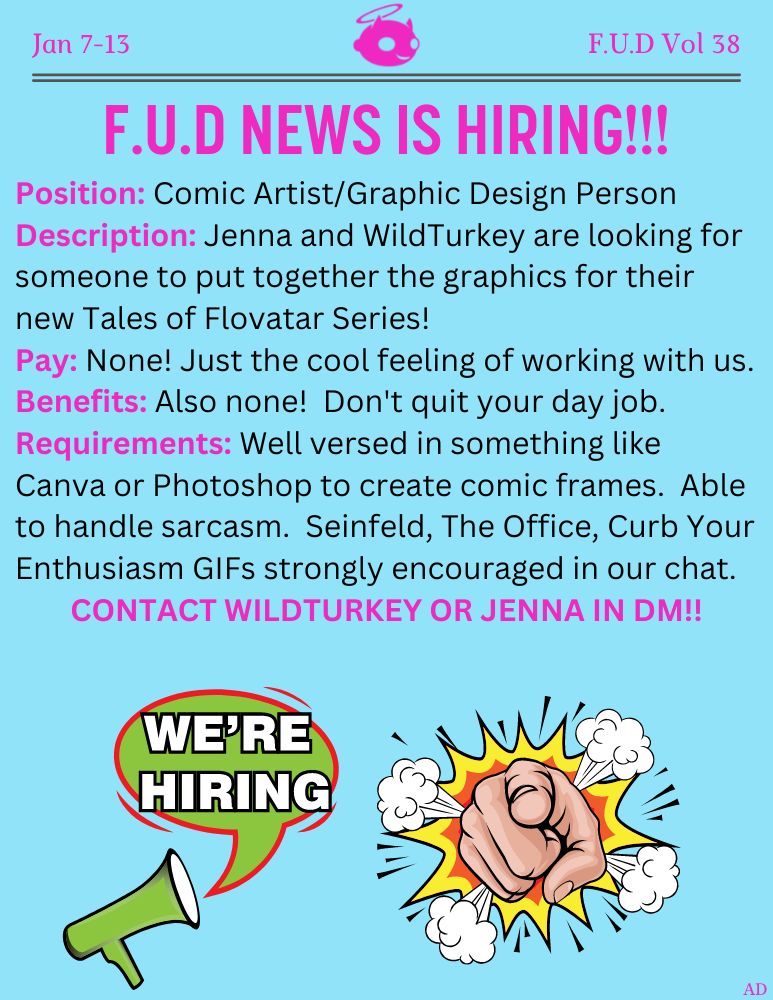 Jan 7-13
F.U.D Vol 38
F.U.D NEWS IS HIRING!!!
Position: Comic Artist/Graphic Design Person
Description: Jenna and WildTurkey are looking for
someone to put together the graphics for their
new Tales of Flovatar Series!
Pay: None! Just the cool feeling of working with us.
Benefits: Also none!  Don't quit your day job.
Requirements: Well versed in something like
Canva or Photoshop to create comic frames.  Able
to handle sarcasm.  Seinfeld, The Office, Curb Your
Enthusiasm GIFs strongly encouraged in our chat.
CONTACT WILDTURKEY OR JENNA IN DM!!
WE'RE
HIRING
AD